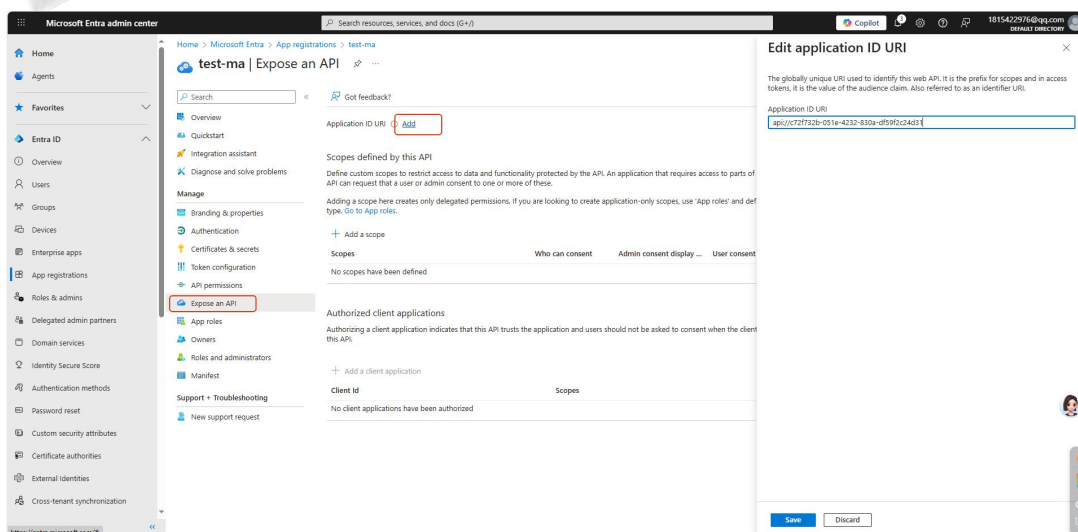 Microsoft Entra admin center
Search resources, services, and docs (G+/)
Copilot
1815422976@qq.com
DEFAULT DIRECTORY
Home
Agents
Favorites
Entra ID
Overview
Users
Groups
Devices
Enterprise apps
App registrations
Roles & admins
Delegated admin partners
Domain services
Identity Secure Score
Authentication methods
Password reset
Custom security attributes
Certificate authorities
External Identities
Cross-tenant synchronization
Home > Microsoft Entra > App registrations > test-ma
test-ma | Expose an API
Search
Overview
Quickstart
Integration assistant
Diagnose and solve problems
Manage
Branding & properties
Authentication
Certificates & secrets
Token configuration
API permissions
Expose an API
App roles
Owners
Roles and administrators
Manifest
Support + Troubleshooting
New support request
Got feedback?
Application ID URI Add
Scopes defined by this API
Define custom scopes to restrict access to data and functionality protected by the API. An application that requires access to parts of
API can request that a user or admin consent to one or more of these.
Adding a scope here creates only delegated permissions. If you are looking to create application-only scopes, use 'App roles' and def
type. Go to App roles.
Add a scope
Scopes Who can consent Admin consent display ... User consent
No scopes have been defined
Authorized client applications
Authorizing a client application indicates that this API trusts the application and users should not be asked to consent when the client
this API.
Add a client application
Client Id Scopes
No client applications have been authorized
Edit application ID URI
The globally unique URI used to identify this web API. It is the prefix for scopes and in access
tokens, it is the value of the audience claim. Also referred to as an identifier URI.
Application ID URI
api://c72f732b-051e-4232-830a-df59f2c24d31
Save Discard